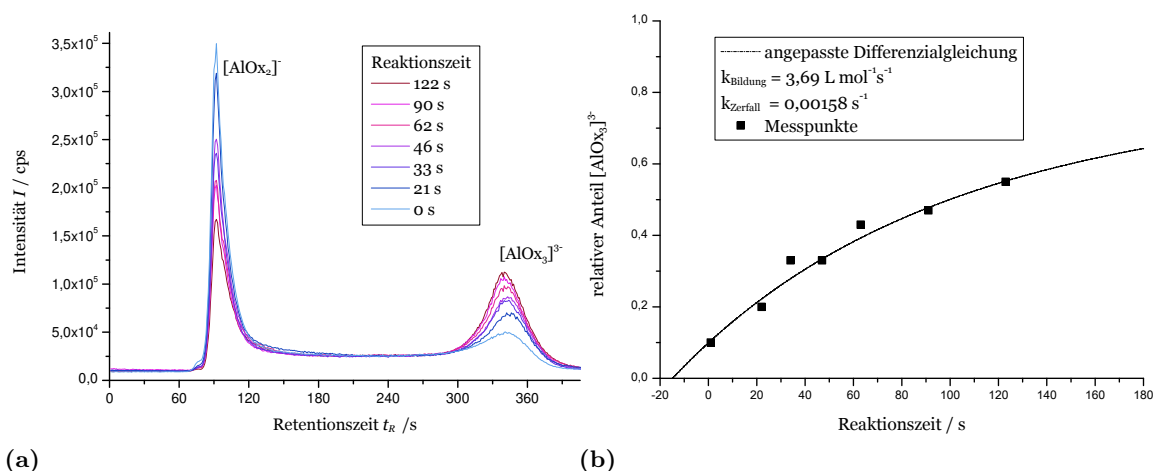 3,5x10⁵
3,0x10⁵
2,5x10⁵
2,0x10⁵
1,5x10⁵
1,0x10⁵
5,0x10⁴
0,0
Intensität I / cps
[AlOx₂]⁻
Reaktionszeit
122 s
90 s
62 s
46 s
33 s
21 s
0 s
[AlOx₃]³⁻
0 60 120 180 240 300 360
Retentionszeit t_R /s
(a)
1,0
0,8
0,6
0,4
0,2
0,0
relativer Anteil [AlOx₃]³⁻
angepasste Differenzialgleichung
k_Bildung = 3,69 L mol⁻¹s⁻¹
k_Zerfall = 0,00158 s⁻¹
Messpunkte
-20 0 20 40 60 80 100 120 140 160 180
Reaktionszeit / s
(b)